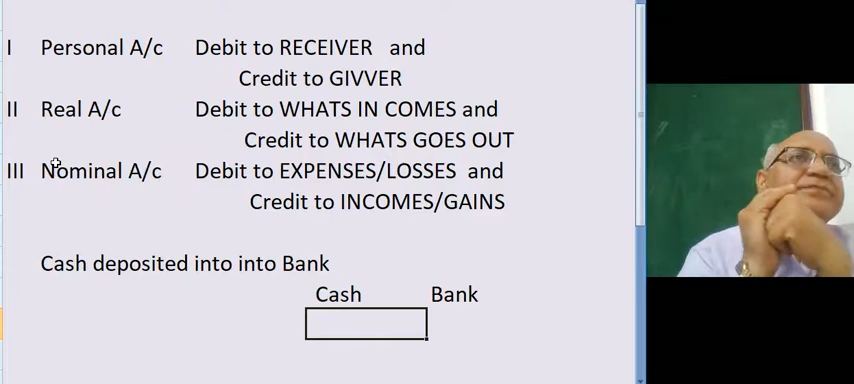 I Personal A/c Debit to RECEIVER and
Credit to GIVVER
II Real A/c Debit to WHATS IN COMES and
Credit to WHATS GOES OUT
III Nominal A/c Debit to EXPENSES/LOSSES and
Credit to INCOMES/GAINS
Cash deposited into into Bank
Cash Bank